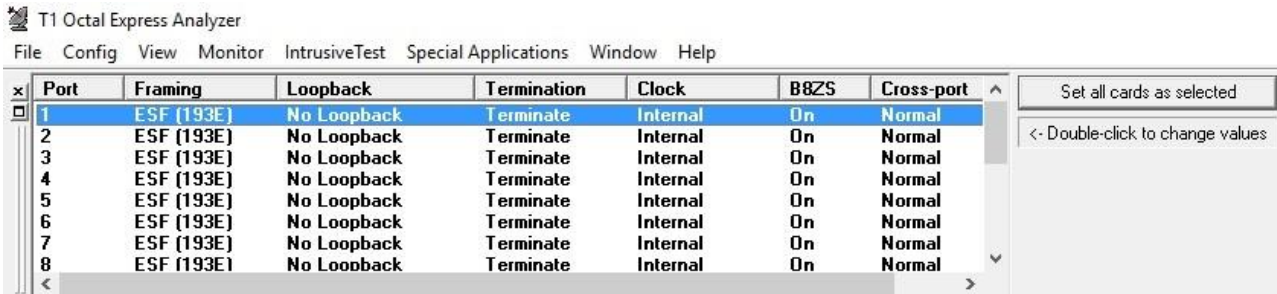 T1 Octal Express Analyzer
File Config View Monitor IntrusiveTest Special Applications Window Help
Port Framing Loopback Termination Clock B8ZS Cross-port Set all cards as selected
1 ESF (193E) No Loopback Terminate Internal On Normal
<- Double-click to change values
2 ESF (193E) No Loopback Terminate Internal On Normal
3 ESF (193E) No Loopback Terminate Internal On Normal
4 ESF (193E) No Loopback Terminate Internal On Normal
5 ESF (193E) No Loopback Terminate Internal On Normal
6 ESF (193E) No Loopback Terminate Internal On Normal
7 ESF (193E) No Loopback Terminate Internal On Normal
8 ESF (193E) No Loopback Terminate Internal On Normal